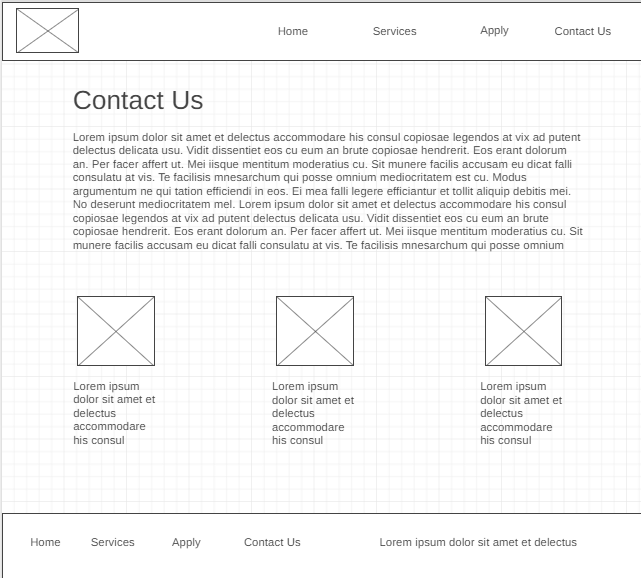 Home Services Apply Contact Us
Contact Us
Lorem ipsum dolor sit amet et delectus accommodare his consul copiosae legendos at vix ad putent
delectus delicata usu. Vidit dissentiet eos cu eum an brute copiosae hendrerit. Eos erant dolorum
an. Per facer affert ut. Mei iisque mentitum moderatius cu. Sit munere facilis accusam eu dicat falli
consulatu at vis. Te facilisis mnesarchum qui posse omnium mediocritatem est cu. Modus
argumentum ne qui tation efficiendi in eos. Ei mea falli legere efficiantur et tollit aliquip debitis mei.
No deserunt mediocritatem mel. Lorem ipsum dolor sit amet et delectus accommodare his consul
copiosae legendos at vix ad putent delectus delicata usu. Vidit dissentiet eos cu eum an brute
copiosae hendrerit. Eos erant dolorum an. Per facer affert ut. Mei iisque mentitum moderatius cu. Sit
munere facilis accusam eu dicat falli consulatu at vis. Te facilisis mnesarchum qui posse omnium
Lorem ipsum
dolor sit amet et
delectus
accommodare
his consul
Lorem ipsum
dolor sit amet et
delectus
accommodare
his consul
Lorem ipsum
dolor sit amet et
delectus
accommodare
his consul
Home Services Apply Contact Us Lorem ipsum dolor sit amet et delectus